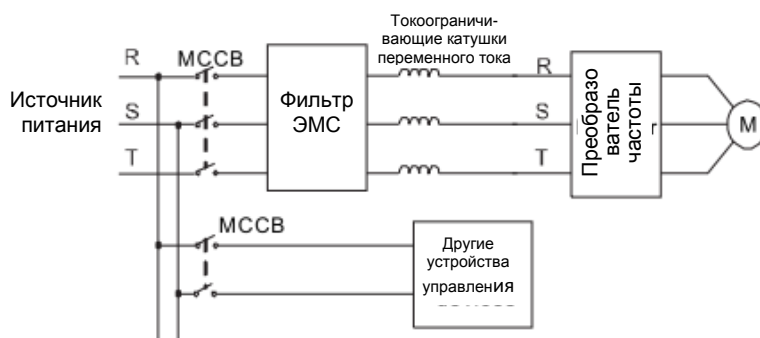 Токоограничи-
вающие катушки
переменного тока
R
MCCB
R
Источник
питания
S
Фильтр
ЭМС
S
Преобразо
ватель
частоты
M
T
T
MCCB
Другие
устройства
управления